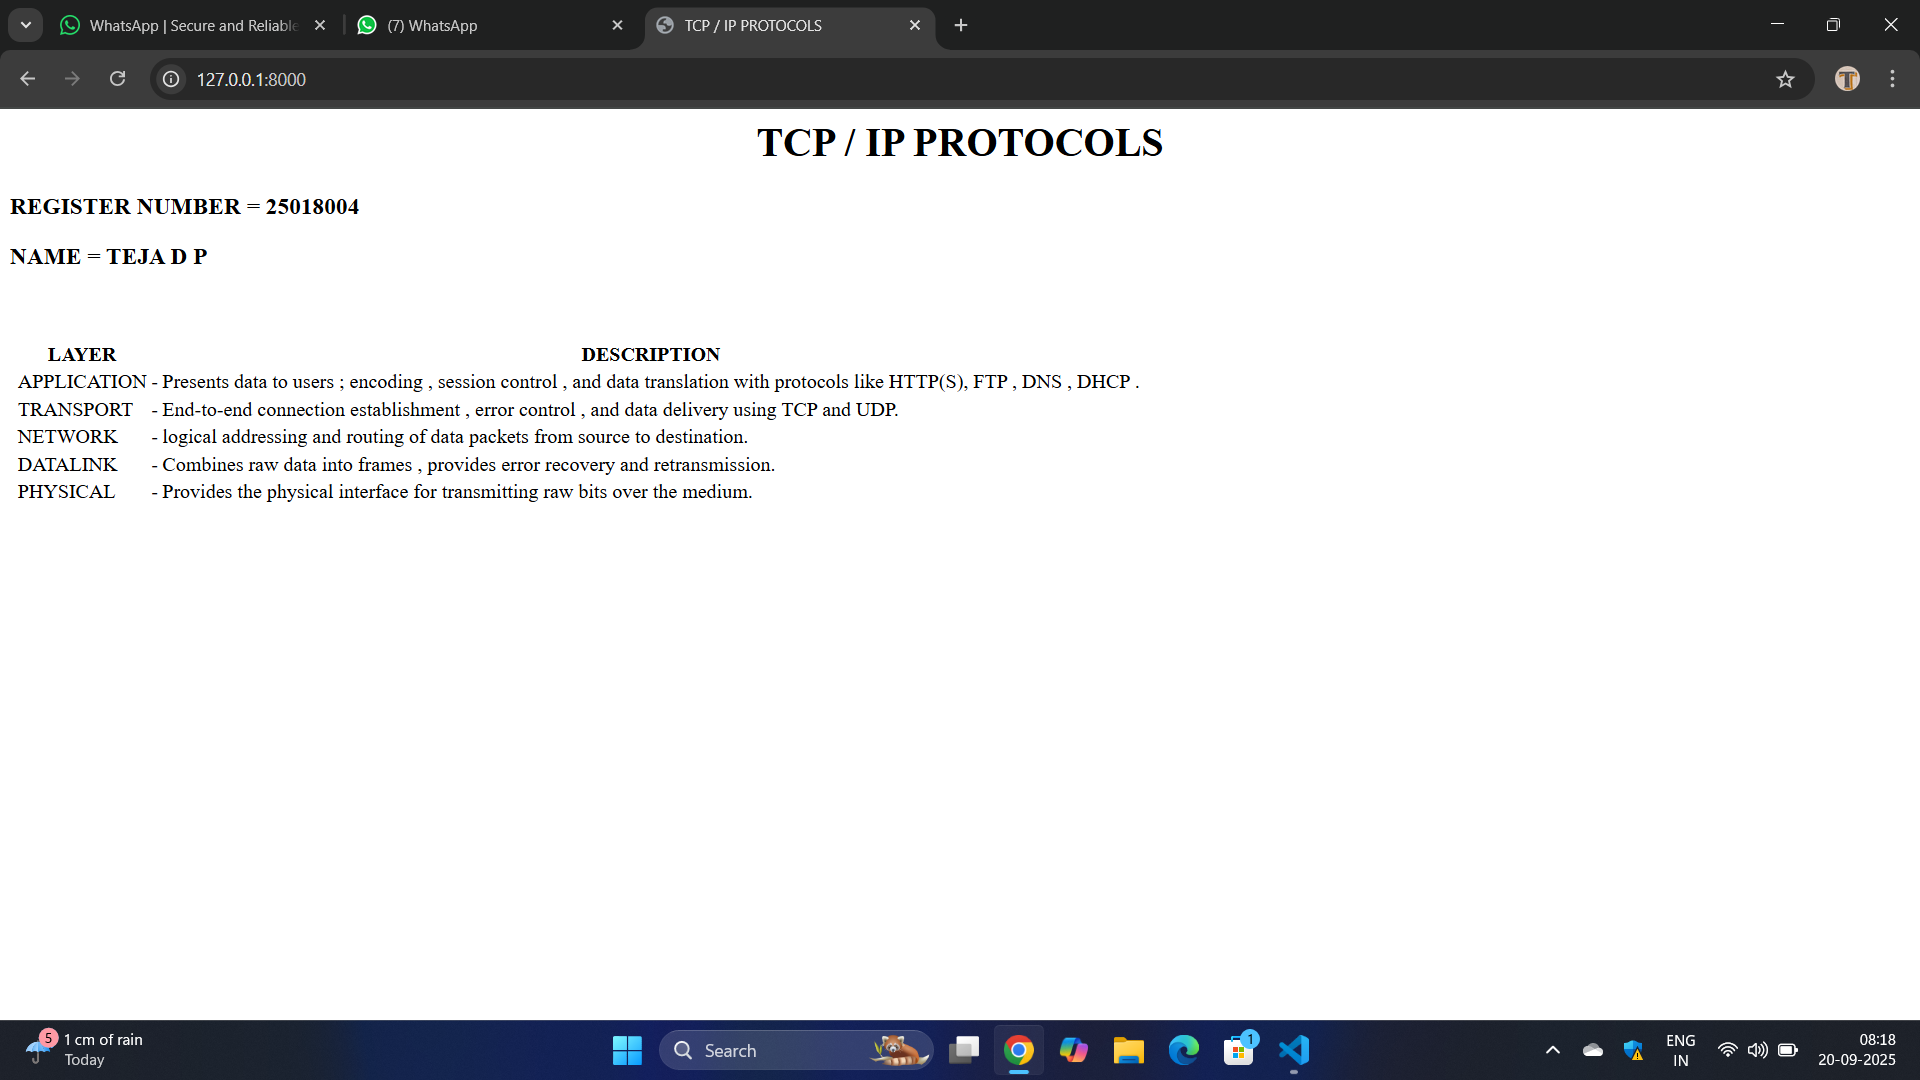 WhatsApp | Secure and Reliable
(7) WhatsApp
TCP / IP PROTOCOLS
127.0.0.1:8000
TCP / IP PROTOCOLS
REGISTER NUMBER = 25018004
NAME = TEJA D P
LAYER DESCRIPTION
APPLICATION - Presents data to users ; encoding , session control , and data translation with protocols like HTTP(S), FTP , DNS , DHCP .
TRANSPORT - End-to-end connection establishment , error control , and data delivery using TCP and UDP.
NETWORK - logical addressing and routing of data packets from source to destination.
DATALINK - Combines raw data into frames , provides error recovery and retransmission.
PHYSICAL - Provides the physical interface for transmitting raw bits over the medium.
5
1 cm of rain
Today
Search
1
ENG
IN
08:18
20-09-2025